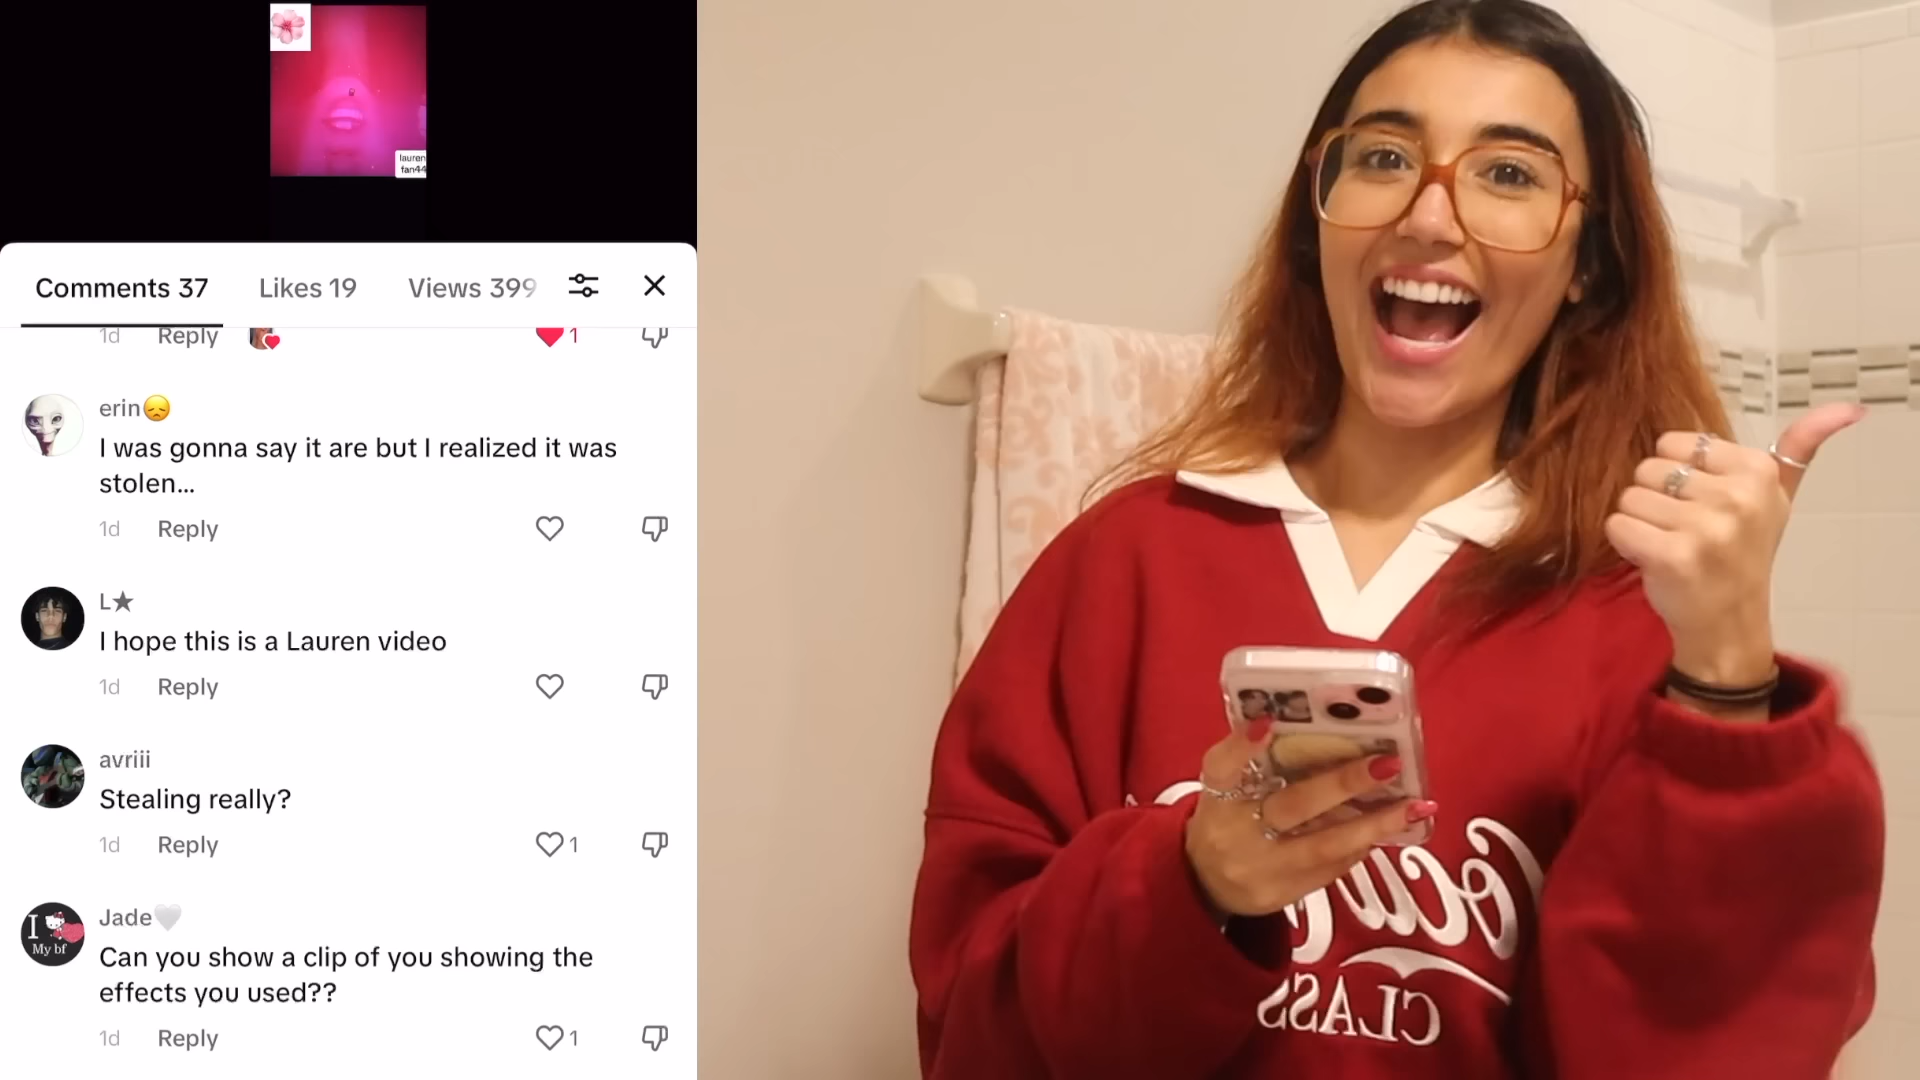 lauren
fan44
Comments 37
Likes 19
Views 399
1d Reply 1
erin😞
I was gonna say it are but I realized it was
stolen...
1d Reply
L★
I hope this is a Lauren video
1d Reply
avriii
Stealing really?
1d Reply 1
I
My bf
Jade🤍
Can you show a clip of you showing the
effects you used??
1d Reply 1
CLASS